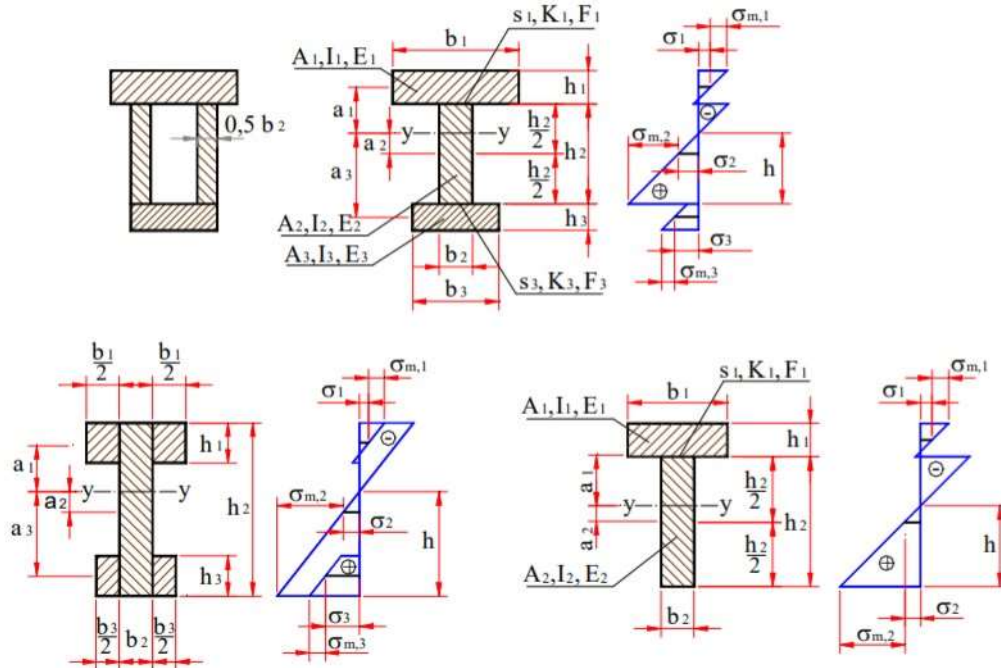 0,5 b₂
s₁, K₁, F₁
b₁
A₁, I₁, E₁
h₁
a₁
y y
a₂
h₂/2
h₂
a₃
h₂/2
A₂, I₂, E₂
h₃
A₃, I₃, E₃
b₂
s₃, K₃, F₃
b₃
σm,1
σ₁
⊖
σm,2
σ₂
h
⊕
σ₃
σm,3
b₁/2 b₁/2
h₁
a₁
y y
a₂
h₂
a₃
h₃
b₃/2 b₂ b₃/2
σm,1
σ₁
⊖
σm,2
σ₂
h
⊕
σ₃
σm,3
s₁, K₁, F₁
b₁
A₁, I₁, E₁
h₁
a₁
h₂/2
y y
h₂
a₂
h₂/2
A₂, I₂, E₂
b₂
σm,1
σ₁
⊖
h
⊕
σ₂
σm,2